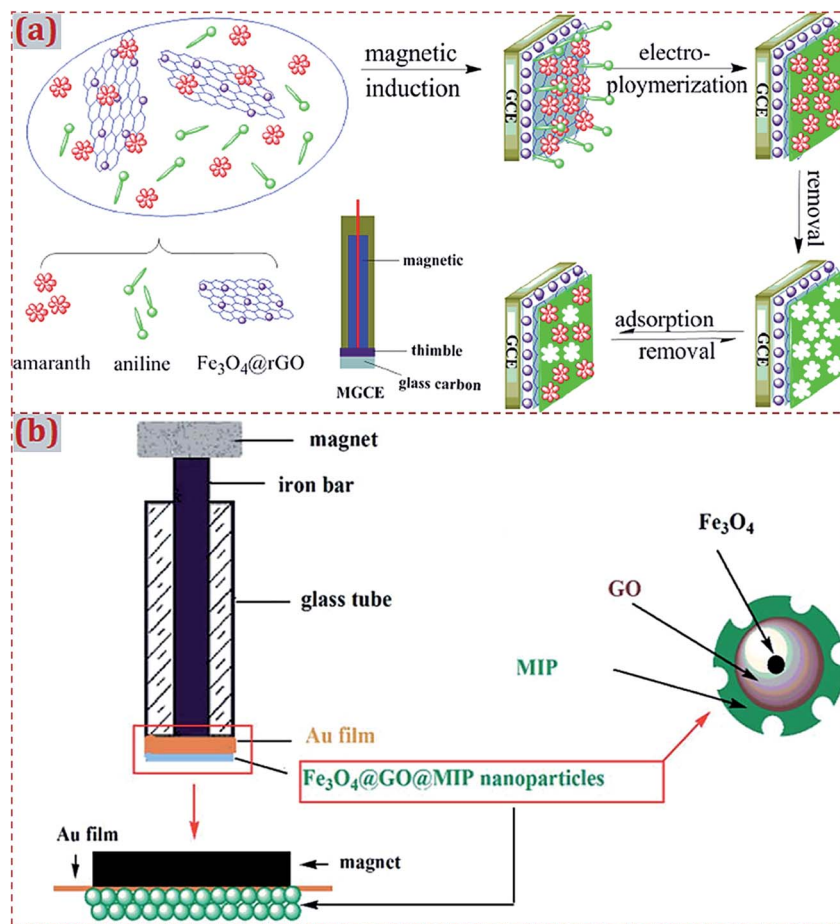 (a)
magnetic
induction
electro-
ploymerization
GCE
GCE
removal
magnetic
thimble
glass carbon
MGCE
amaranth
aniline
Fe₃O₄@rGO
GCE
adsorption
removal
GCE
(b)
magnet
iron bar
glass tube
Au film
Fe₃O₄@GO@MIP nanoparticles
Fe₃O₄
GO
MIP
Au film
magnet